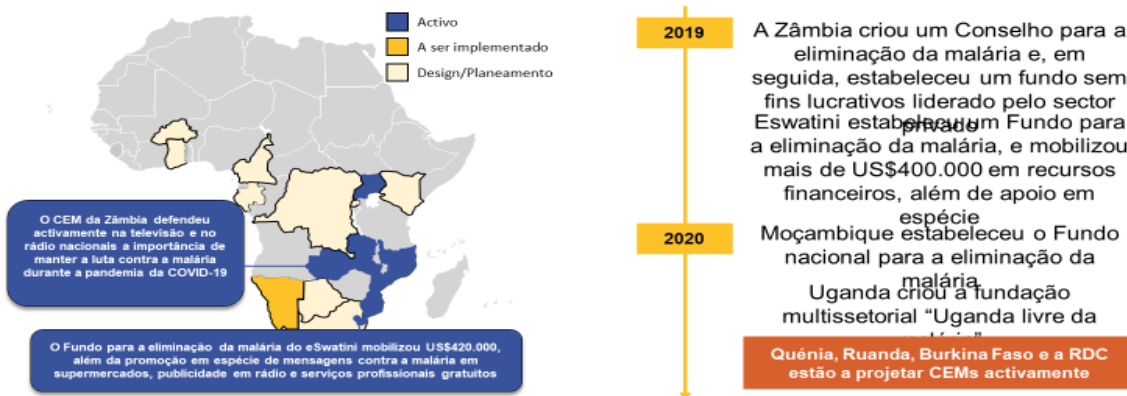 Activo
A ser implementado
Design/Planeamento
O CEM da Zâmbia defendeu
activamente na televisão e no
rádio nacionais a importância de
manter a luta contra a malária
durante a pandemia da COVID-19
O Fundo para a eliminação da malária do eSwatini mobilizou US$420.000,
além da promoção em espécie de mensagens contra a malária em
supermercados, publicidade em rádio e serviços profissionais gratuitos
2019
A Zâmbia criou um Conselho para a
eliminação da malária e, em
seguida, estabeleceu um fundo sem
fins lucrativos liderado pelo sector
privado
Eswatini estabeleceu um Fundo para
a eliminação da malária, e mobilizou
mais de US$400.000 em recursos
financeiros, além de apoio em
espécie
2020
Moçambique estabeleceu o Fundo
nacional para a eliminação da
malária
Uganda criou a fundação
multissetorial “Uganda livre da
Quénia, Ruanda, Burkina Faso e a RDC
estão a projetar CEMs activamente